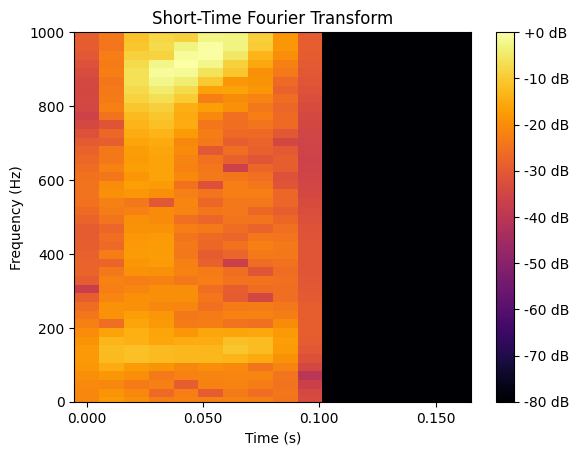 Short-Time Fourier Transform
Frequency (Hz)
1000
800
600
400
200
0
0.000
0.050
0.100
0.150
Time (s)
+0 dB
-10 dB
-20 dB
-30 dB
-40 dB
-50 dB
-60 dB
-70 dB
-80 dB